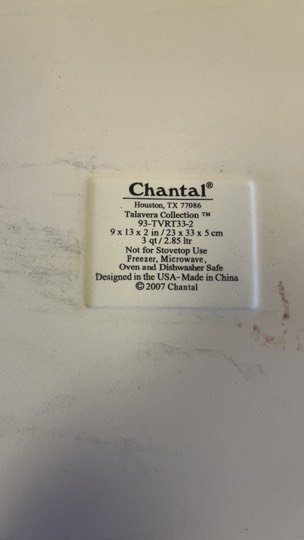 Chantal®
Houston, TX 77086
Talavera Collection ™
93-TVRT33-2
9 x 13 x 2 in / 23 x 33 x 5 cm
3 qt / 2.85 ltr
Not for Stovetop Use
Freezer, Microwave,
Oven and Dishwasher Safe
Designed in the USA- Made in China
© 2007 Chantal